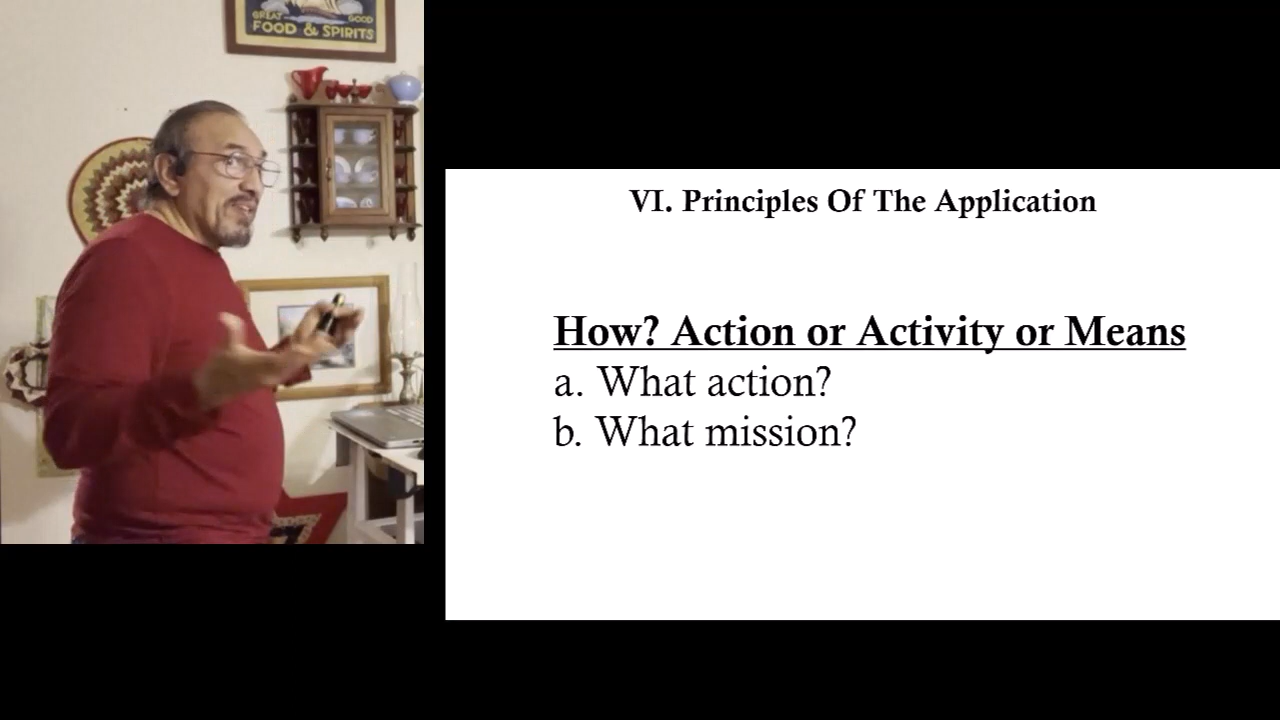 GREAT GOOD
FOOD & SPIRITS
VI. Principles Of The Application
How? Action or Activity or Means
a. What action?
b. What mission?